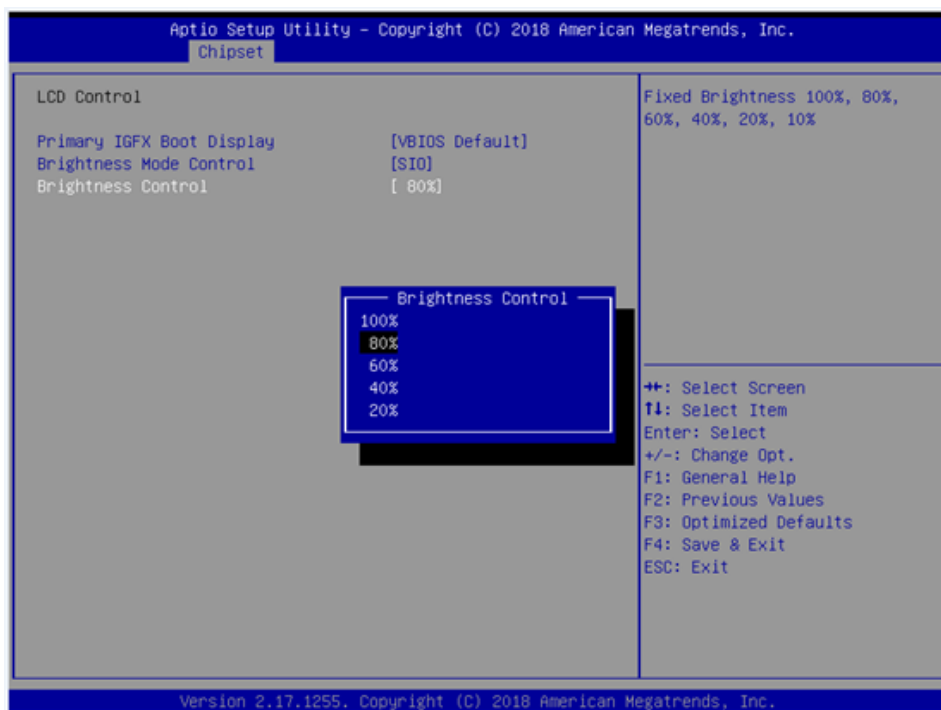 Aptio Setup Utility – Copyright (C) 2018 American Megatrends, Inc.
Chipset
LCD Control
Primary IGFX Boot Display [VBIOS Default]
Brightness Mode Control [SIO]
Brightness Control [ 80%]
Brightness Control
100%
80%
60%
40%
20%
Fixed Brightness 100%, 80%,
60%, 40%, 20%, 10%
→←: Select Screen
↑↓: Select Item
Enter: Select
+/-: Change Opt.
F1: General Help
F2: Previous Values
F3: Optimized Defaults
F4: Save & Exit
ESC: Exit
Version 2.17.1255. Copyright (C) 2018 American Megatrends, Inc.